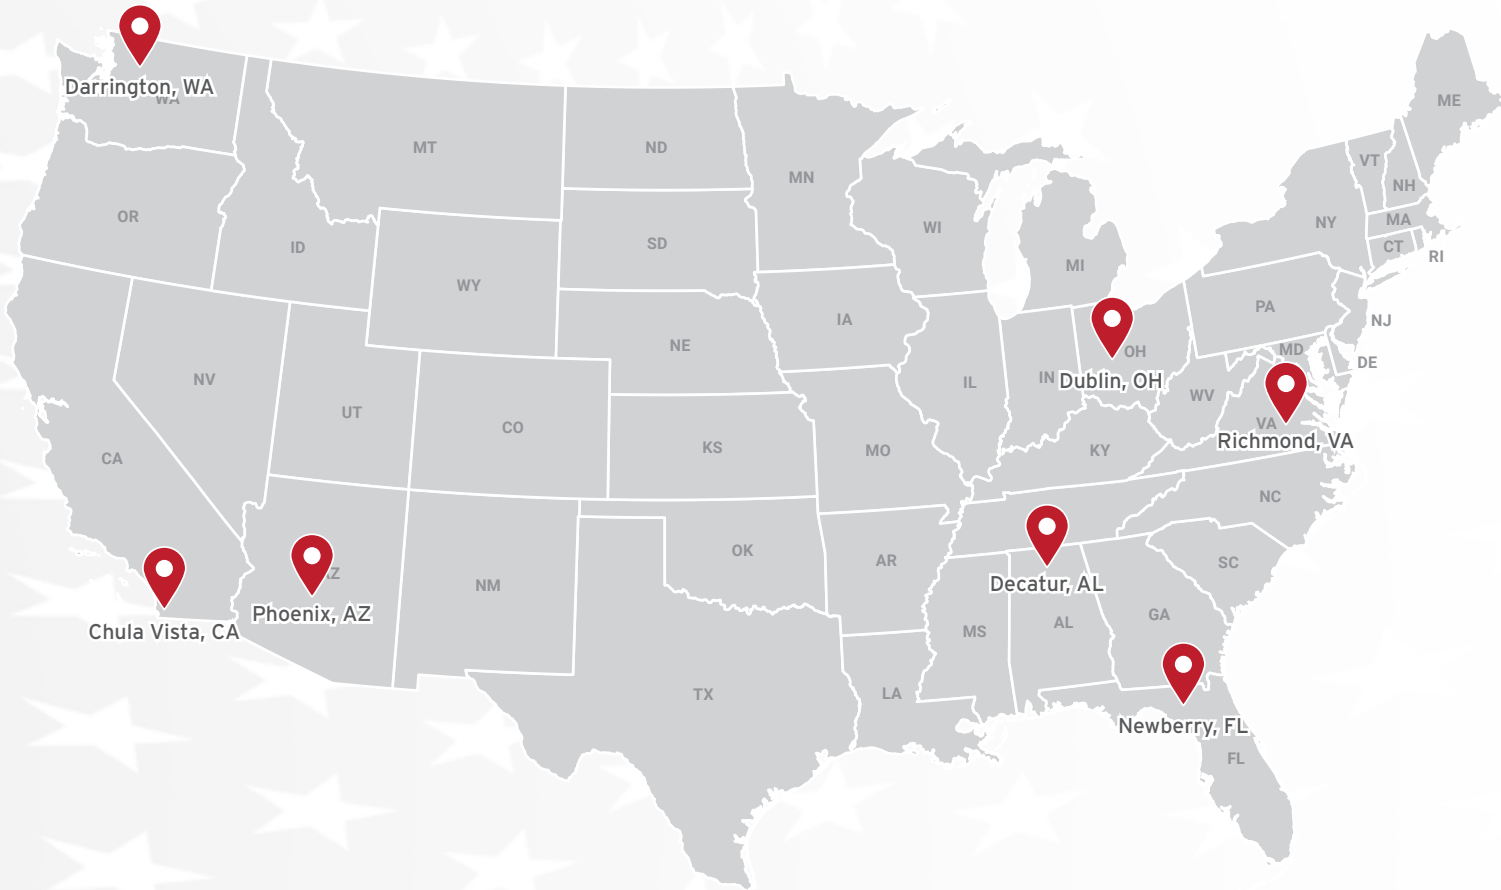 Darrington, WA
WA
ME
MT
ND
MN
VT
NH
OR
ID
SD
WI
NY
MA
CT
RI
WY
MI
IA
PA
NJ
NE
OH
MD
DE
NV
UT
CO
IL
IN
Dublin, OH
WV
VA
Richmond, VA
CA
KS
MO
KY
NC
OK
AR
SC
AZ
NM
Decatur, AL
Phoenix, AZ
Chula Vista, CA
MS
AL
GA
TX
LA
Newberry, FL
FL